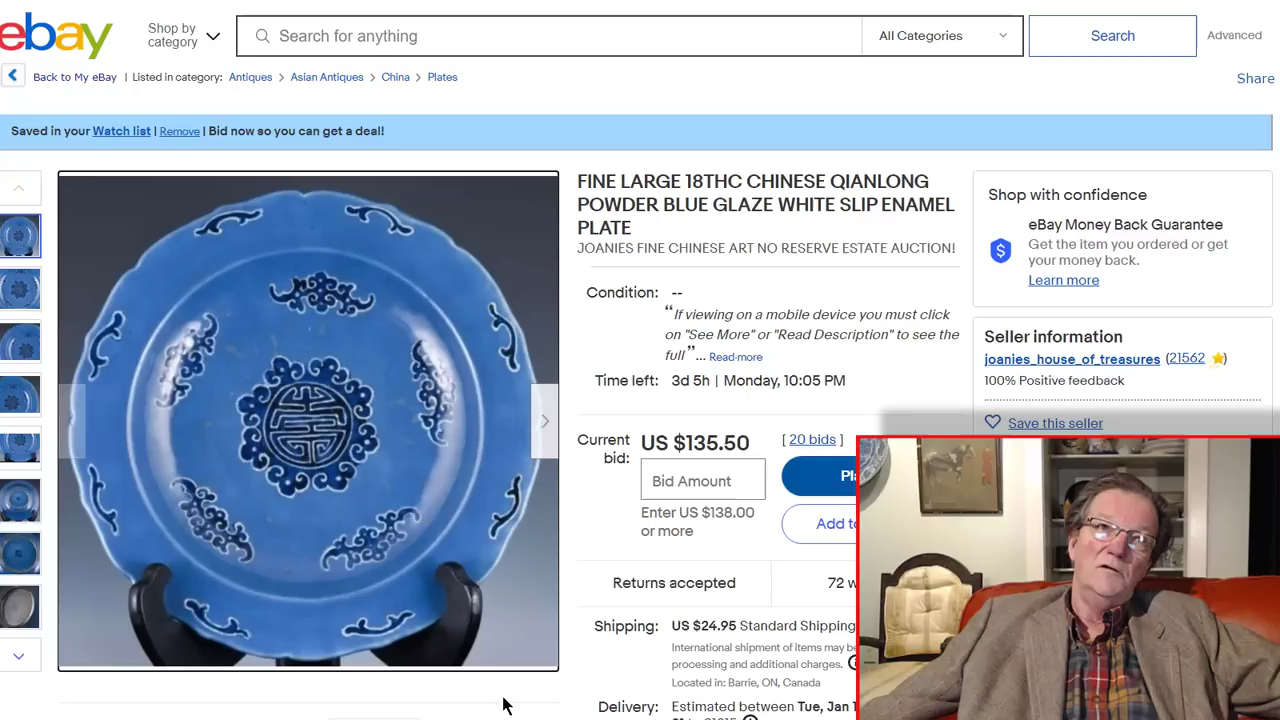 ebay
Shop by
category
Search for anything
All Categories
Search
Advanced
Back to My eBay | Listed in category: Antiques > Asian Antiques > China > Plates
Share
Saved in your Watch list | Remove | Bid now so you can get a deal!
FINE LARGE 18THC CHINESE QIANLONG
POWDER BLUE GLAZE WHITE SLIP ENAMEL
PLATE
JOANIES FINE CHINESE ART NO RESERVE ESTATE AUCTION!
Condition: --
“If viewing on a mobile device you must click
on "See More" or "Read Description" to see the
full”... Read more
Time left: 3d 5h | Monday, 10:05 PM
Current
bid:
US $135.50
[ 20 bids ]
Bid Amount
Pl
Enter US $138.00
or more
Add to
Returns accepted
72 w
Shipping: US $24.95 Standard Shipping
International shipment of items may be
processing and additional charges.
Located in: Barrie, ON, Canada
Delivery: Estimated between Tue, Jan 1
Shop with confidence
eBay Money Back Guarantee
Get the item you ordered or get
your money back.
Learn more
Seller information
joanies_house_of_treasures (21562)
100% Positive feedback
Save this seller